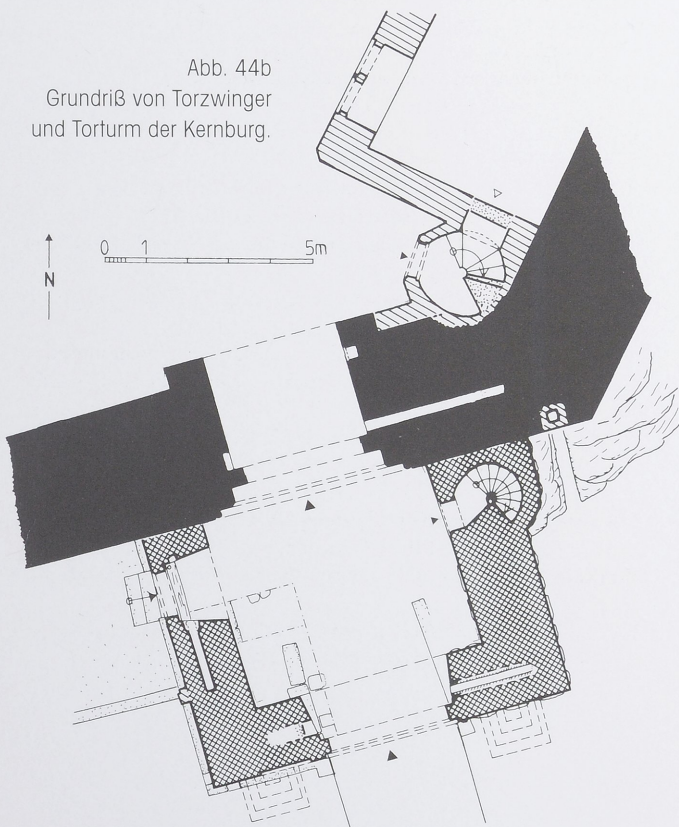 Abb. 44b
Grundriß von Torzwinger
und Torturm der Kernburg.
0 1 5m
N